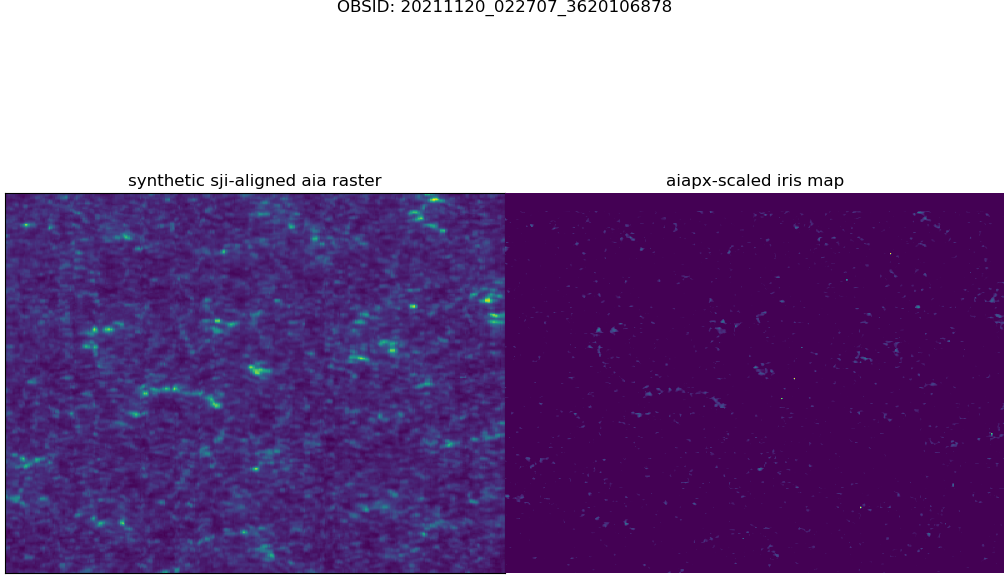 OBSID: 20211120_022707_3620106878
synthetic sji-aligned aia raster
aiapx-scaled iris map